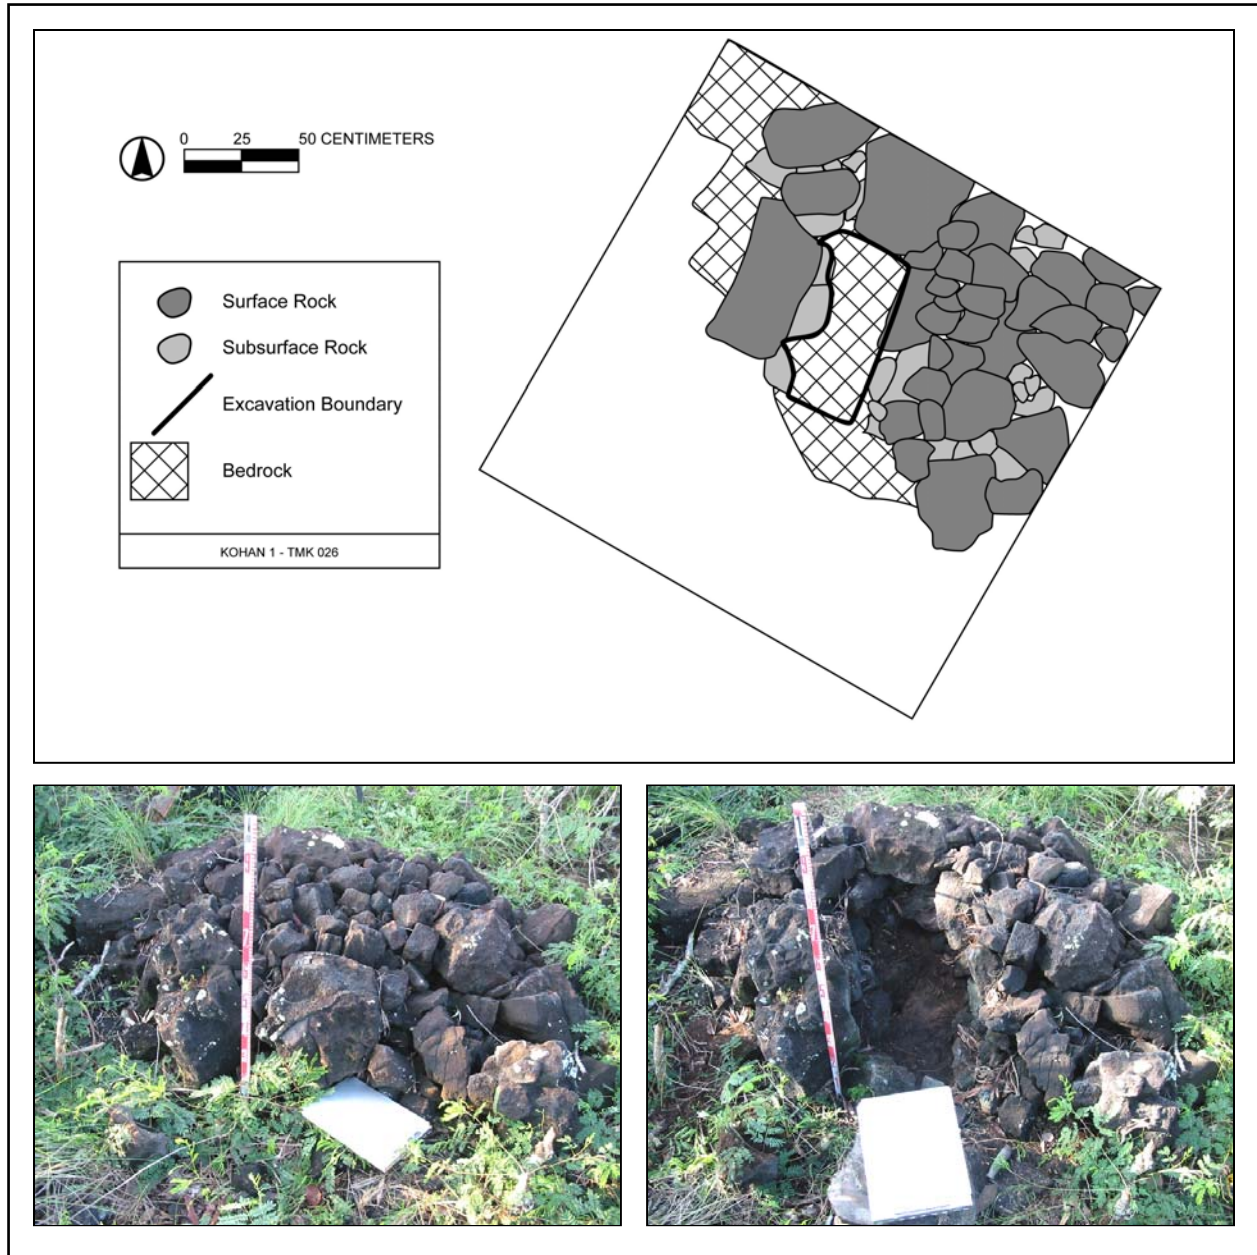 0 25 50 CENTIMETERS
Surface Rock
Subsurface Rock
Excavation Boundary
Bedrock
KOHAN 1 - TMK 026